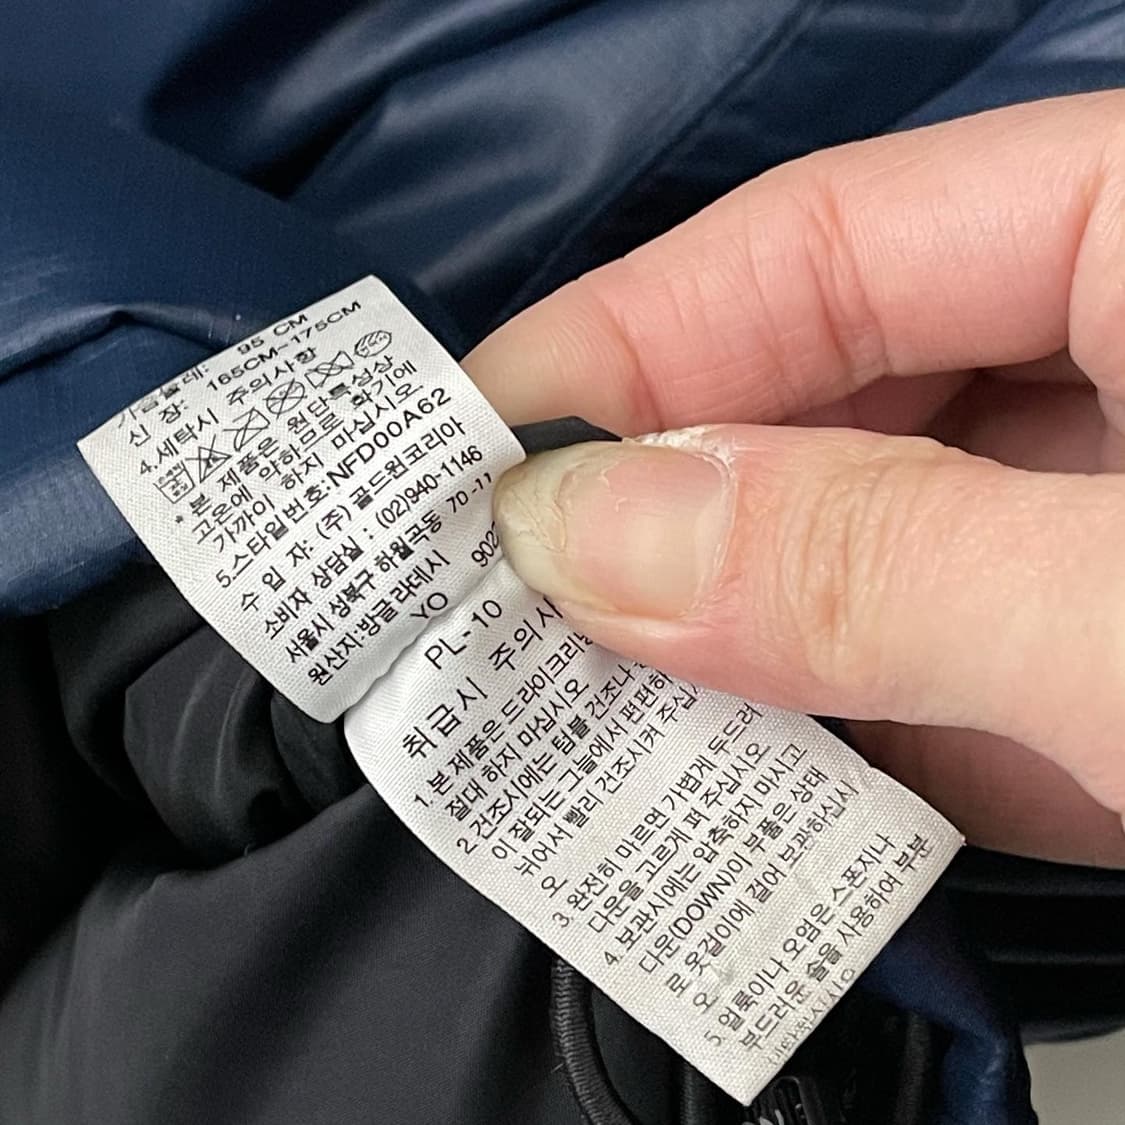 가슴둘레: 95 CM
신 장: 165CM-175CM
4.세탁시 주의사항
* 본 제품은 원단특성상
고온에 약하므로 화기에
가까이 하지 마십시오.
5.스타일번호:NFD00A62
수 입 자: (주) 골드윈코리아
소비자 상담실 : (02)940-1146
서울시 성북구 하월곡동 70-11
원산지:방글라데시
YO
PL-10
취급시 주의사
1. 본 제품은 드라이크리닝
절대 하지 마십시오
2.건조시에는 텀블 건조나
이 잘되는 그늘에서 편편하
뉘어서 빨리 건조시켜 주십시
오.
3.완전히 마르면 가볍게 두드려
다운을 고르게 펴 주십시오
4.보관시에는 압축하지 마시고
다운(DOWN)이 부품은 상태
로 옷걸이에 걸어 보관하십시
오
5.얼룩이나 오염은 스폰지나
부드러운 솔을 사용하여 부분